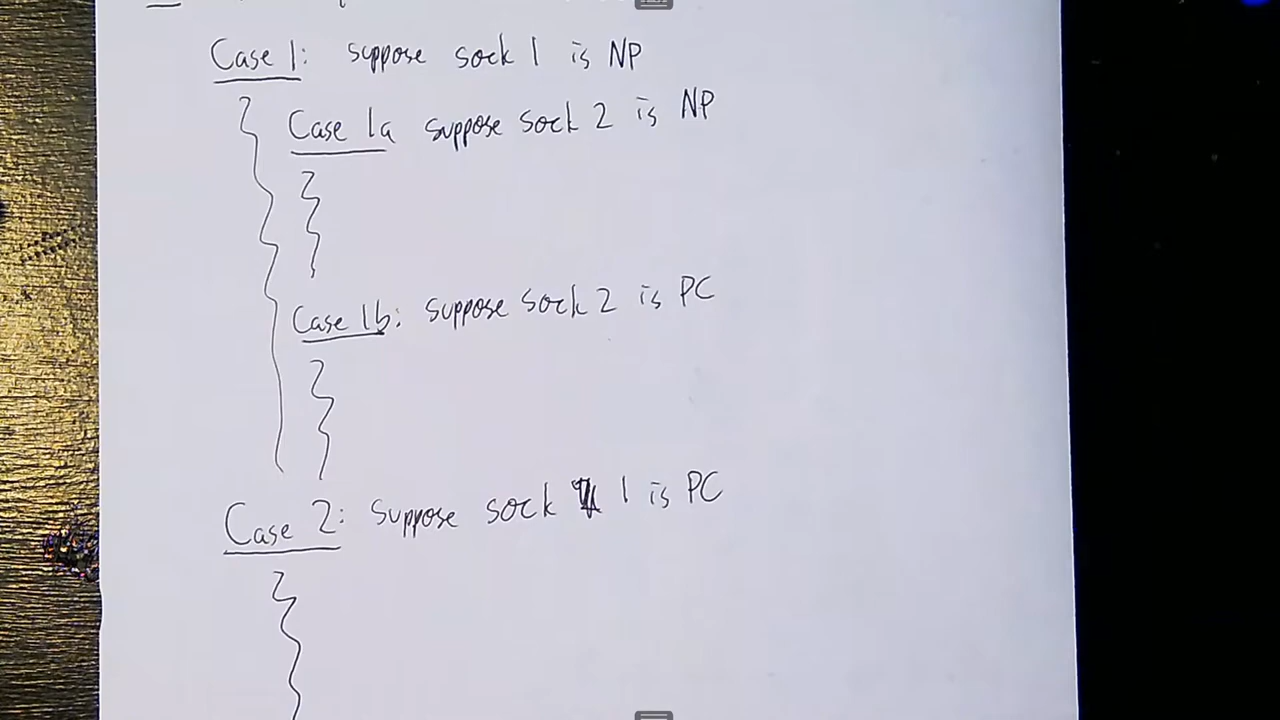 Case 1: suppose sock 1 is NP
Case 1a suppose sock 2 is NP
Case 1b: suppose sock 2 is PC
Case 2: suppose sock 1 is PC